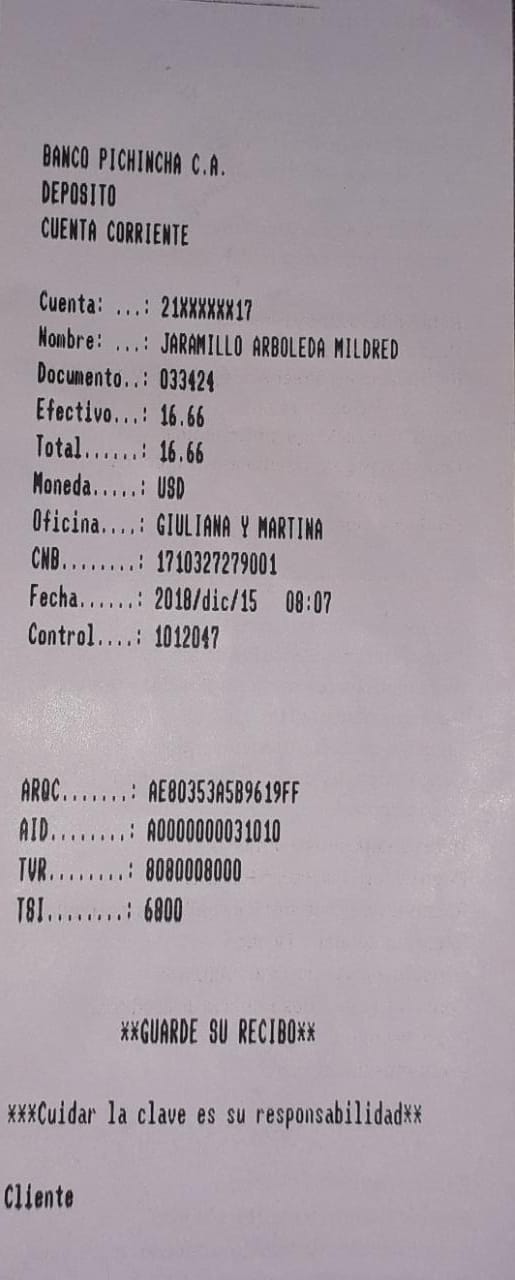 BANCO PICHINCHA C.A.
DEPOSITO
CUENTA CORRIENTE
Cuenta: ...: 21XXXXXX17
Nombre: ...: JARAMILLO ARBOLEDA MILDRED
Documento..: 033424
Efectivo...: 16.66
Total......: 16.66
Moneda.....: USD
Oficina....: GIULIANA Y MARTINA
CNB........: 1710327279001
Fecha......: 2018/dic/15 08:07
Control....: 1012047
ARQC.......: AE80353A5B9619FF
AID........: A0000000031010
TVR........: 8080008000
TSI........: 6800
**GUARDE SU RECIBO**
***Cuidar la clave es su responsabilidad**
Cliente